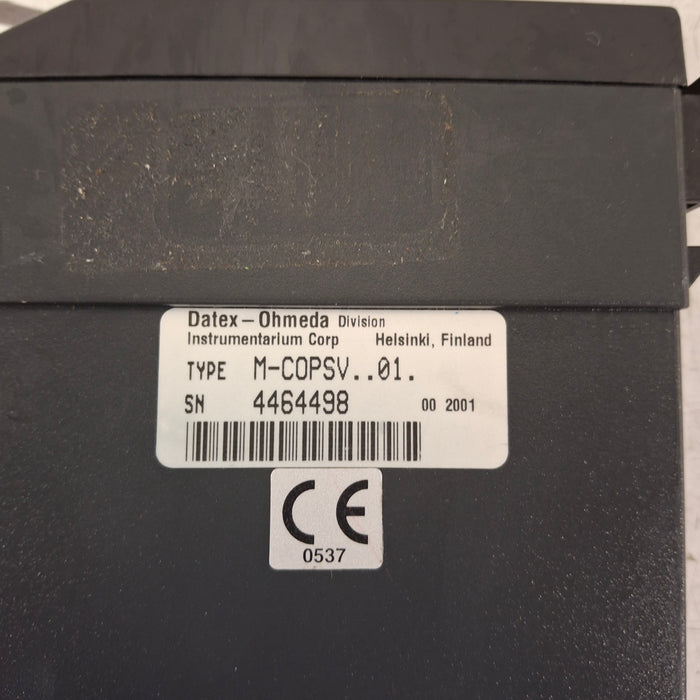 Datex-Ohmeda Division
Instrumentarium Corp Helsinki, Finland
TYPE M-COPSV..01.
SN 4464498 00 2001
CE
0537